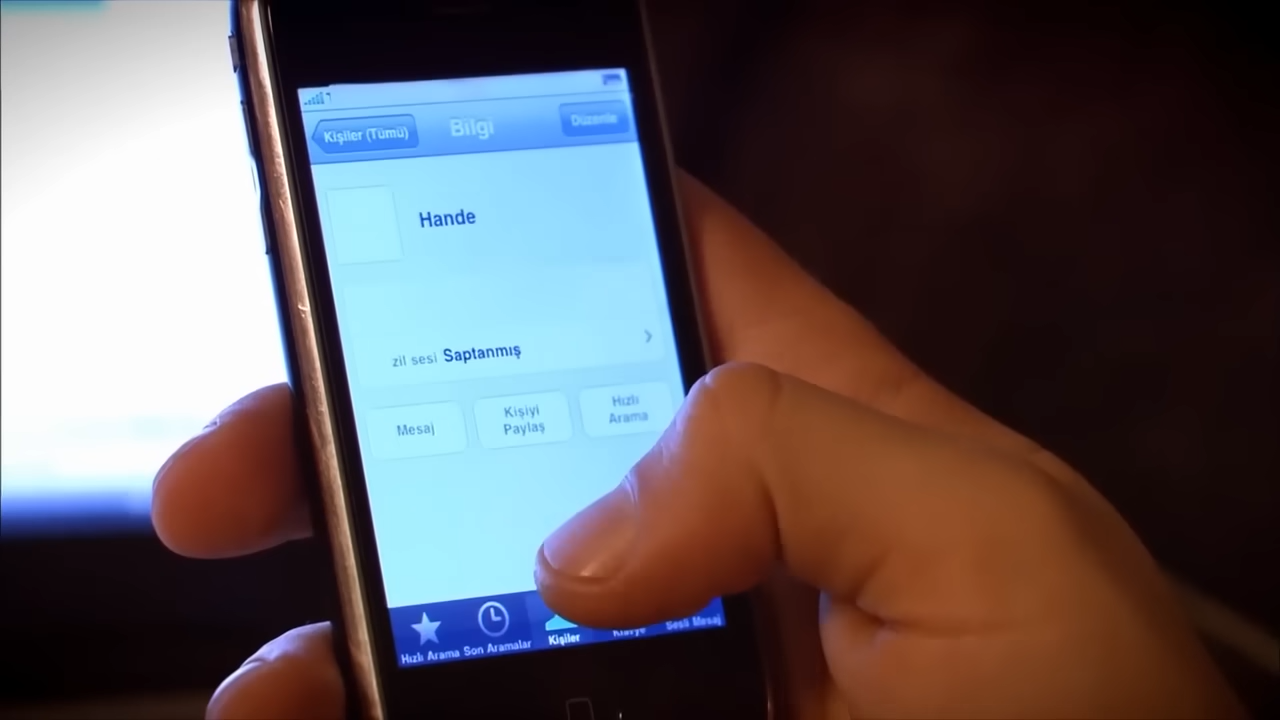 Kişiler (Tümü) Bilgi Düzenle
Hande
zil sesi Saptanmış
Mesaj
Kişiyi
Paylaş
Hızlı
Arama
Hızlı Arama Son Aramalar Kişiler Klavye Sesli Mesaj